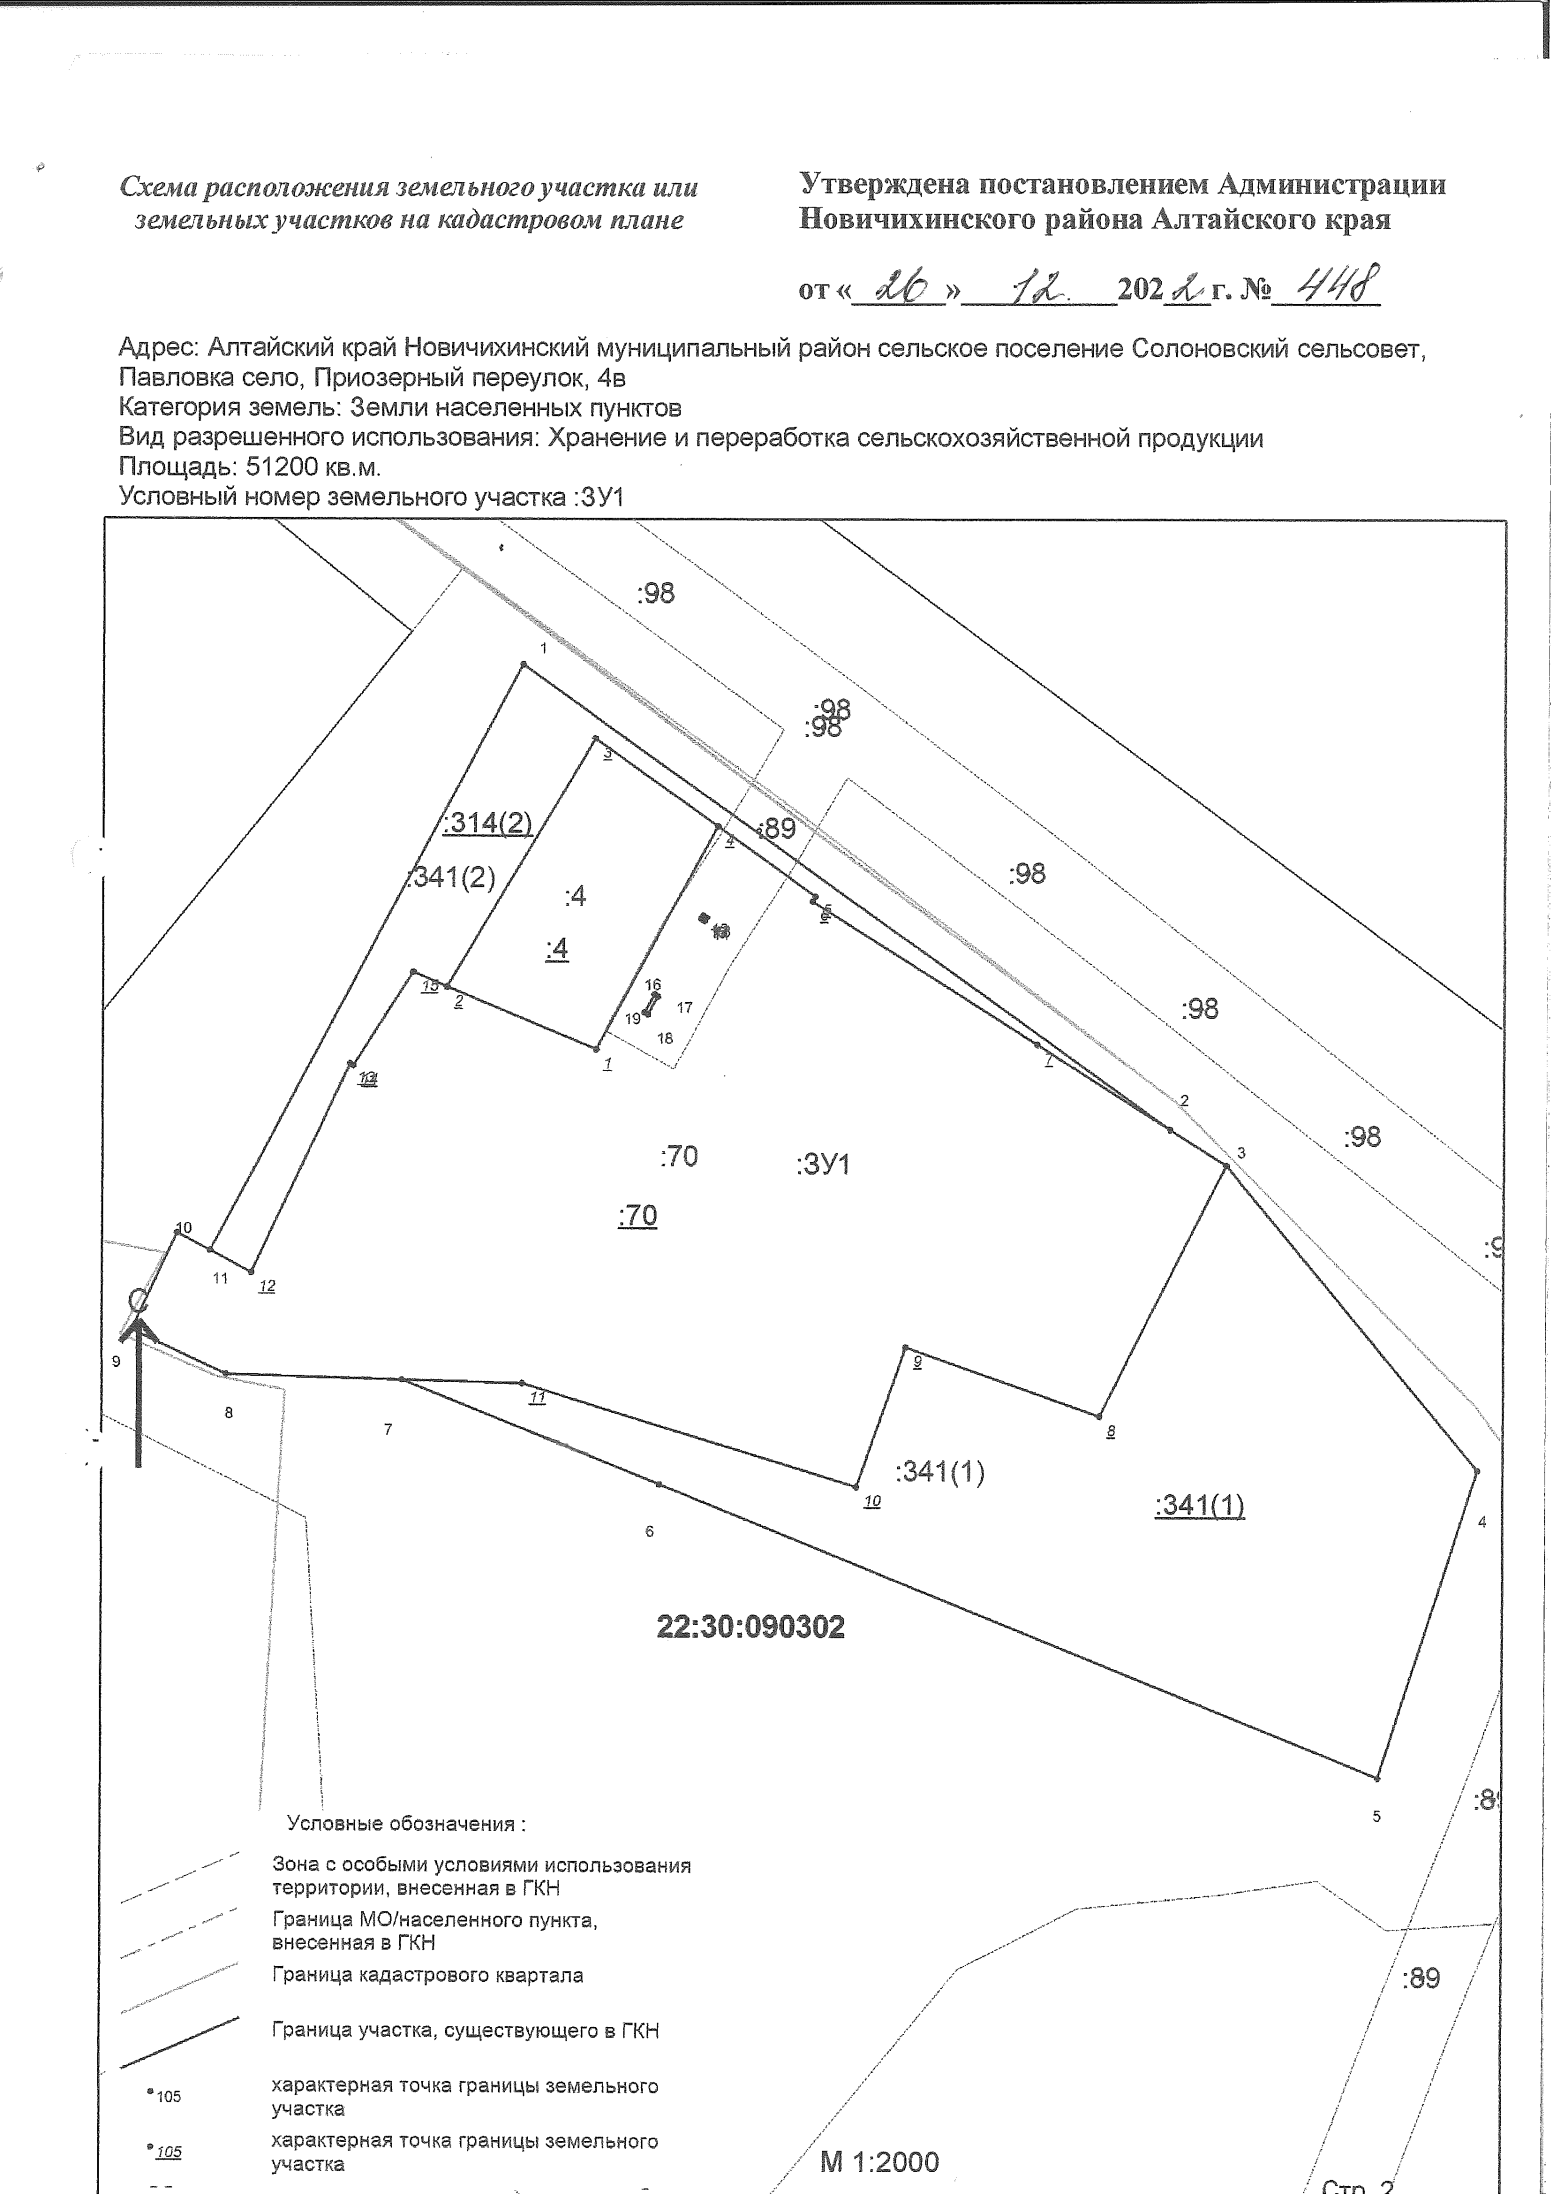 Схема расположения земельного участка или
земельных участков на кадастровом плане
Утверждена постановлением Администрации
Новичихинского района Алтайского края
от « 26 » 12. 2022 г. № 448
Адрес: Алтайский край Новичихинский муниципальный район сельское поселение Солоновский сельсовет,
Павловка село, Приозерный переулок, 4в
Категория земель: Земли населенных пунктов
Вид разрешенного использования: Хранение и переработка сельскохозяйственной продукции
Площадь: 51200 кв.м.
Условный номер земельного участка :ЗУ1
:98
1
:98
:98
3
:314(2)
:89
4
:98
:341(2)
:4
5
:4
15
16
2
17
:98
19
18
1
7
2
:98
3
:70
:ЗУ1
:70
10
11
12
С
9
9
11
8
7
8
:341(1)
10
:341(1)
4
6
22:30:090302
5
Условные обозначения :
Зона с особыми условиями использования
территории, внесенная в ГКН
Граница МО/населенного пункта,
внесенная в ГКН
:89
Граница кадастрового квартала
Граница участка, существующего в ГКН
105
характерная точка границы земельного
участка
105
характерная точка границы земельного
участка
М 1:2000
Стр. 2